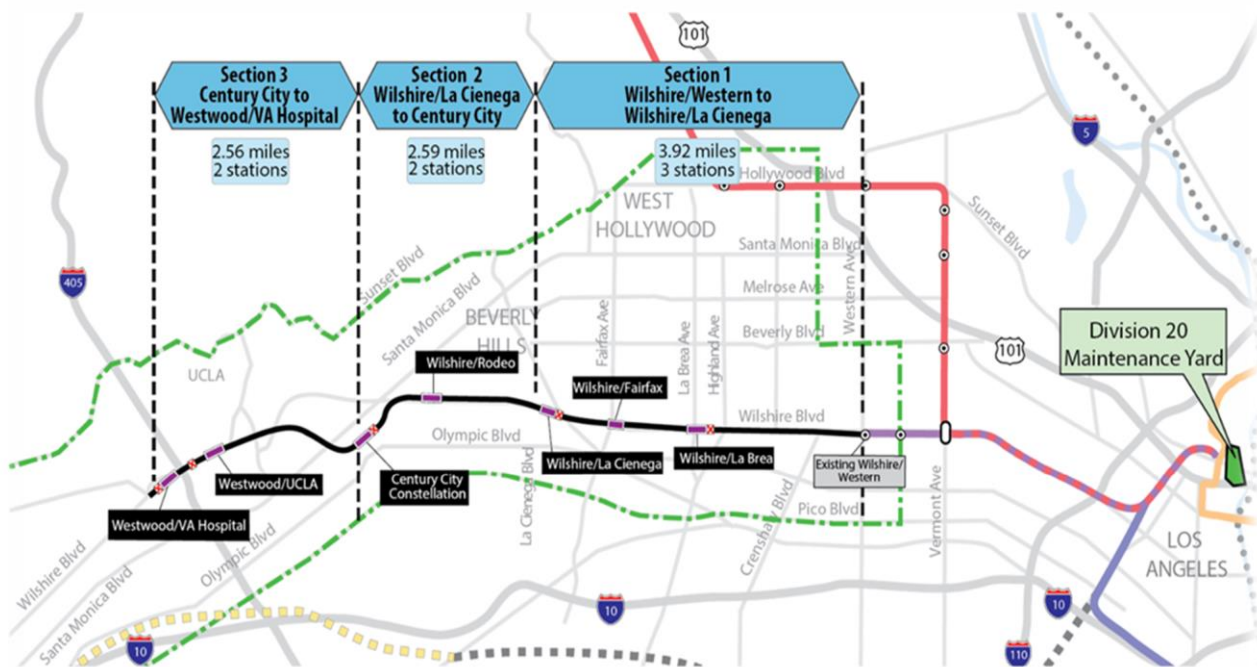 101
Section 3
Century City to
Westwood/VA Hospital
Section 2
Wilshire/La Cienega
to Century City
Section 1
Wilshire/Western to
Wilshire/La Cienega
5
2.56 miles
2 stations
2.59 miles
2 stations
3.92 miles
3 stations
Hollywood Blvd
WEST
HOLLYWOOD
Sunset Blvd
Santa Monica Blvd
Sunset Blvd
405
Santa Monica Blvd
Melrose Ave
Western Ave
BEVERLY
HILLS
Fairfax Ave
La Brea Ave
Highland Ave
Beverly Blvd
101
Division 20
Maintenance Yard
UCLA
Wilshire/Rodeo
Wilshire/Fairfax
Wilshire Blvd
Olympic Blvd
Wilshire/La Cienega
Wilshire/La Brea
Existing Wilshire/
Western
Westwood/UCLA
Century City
Constellation
La Cienega Blvd
Crenshaw Blvd
Pico Blvd
Vermont Ave
Westwood/VA Hospital
Wilshire Blvd
Santa Monica Blvd
Olympic Blvd
LOS
ANGELES
10
10
10
110